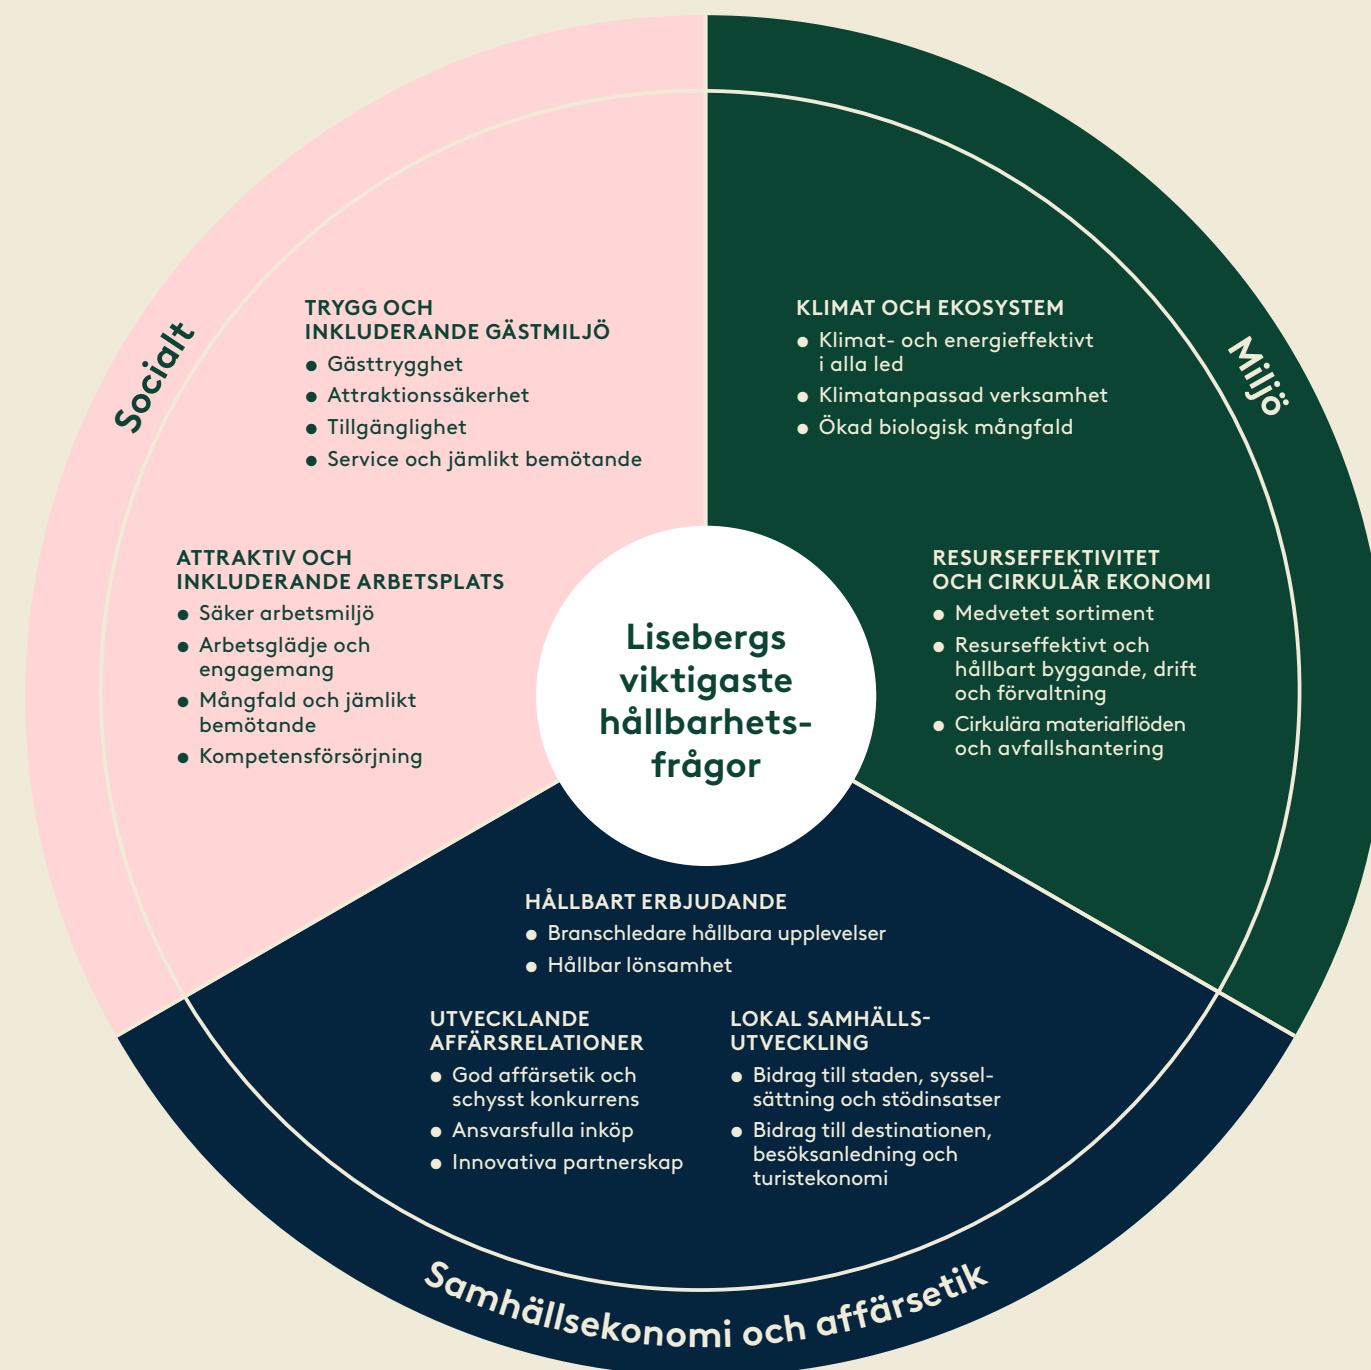 Socialt
TRYGG OCH
INKLUDERANDE GÄSTMILJÖ
● Gästtrygghet
● Attraktionssäkerhet
● Tillgänglighet
● Service och jämlikt bemötande
ATTRAKTIV OCH
INKLUDERANDE ARBETSPLATS
● Säker arbetsmiljö
● Arbetsglädje och
engagemang
● Mångfald och jämlikt
bemötande
● Kompetensförsörjning
Miljö
KLIMAT OCH EKOSYSTEM
● Klimat- och energieffektivt
i alla led
● Klimatanpassad verksamhet
● Ökad biologisk mångfald
RESURSEFFEKTIVITET
OCH CIRKULÄR EKONOMI
● Medvetet sortiment
● Resurseffektivt och
hållbart byggande, drift
och förvaltning
● Cirkulära materialflöden
och avfallshantering
Lisebergs
viktigaste
hållbarhets-
frågor
HÅLLBART ERBJUDANDE
● Branschledare hållbara upplevelser
● Hållbar lönsamhet
UTVECKLANDE
AFFÄRSRELATIONER
● God affärsetik och
schysst konkurrens
● Ansvarsfulla inköp
● Innovativa partnerskap
LOKAL SAMHÄLLS-
UTVECKLING
● Bidrag till staden, syssel-
sättning och stödinsatser
● Bidrag till destinationen,
besöksanledning och
turistekonomi
Samhällsekonomi och affärsetik